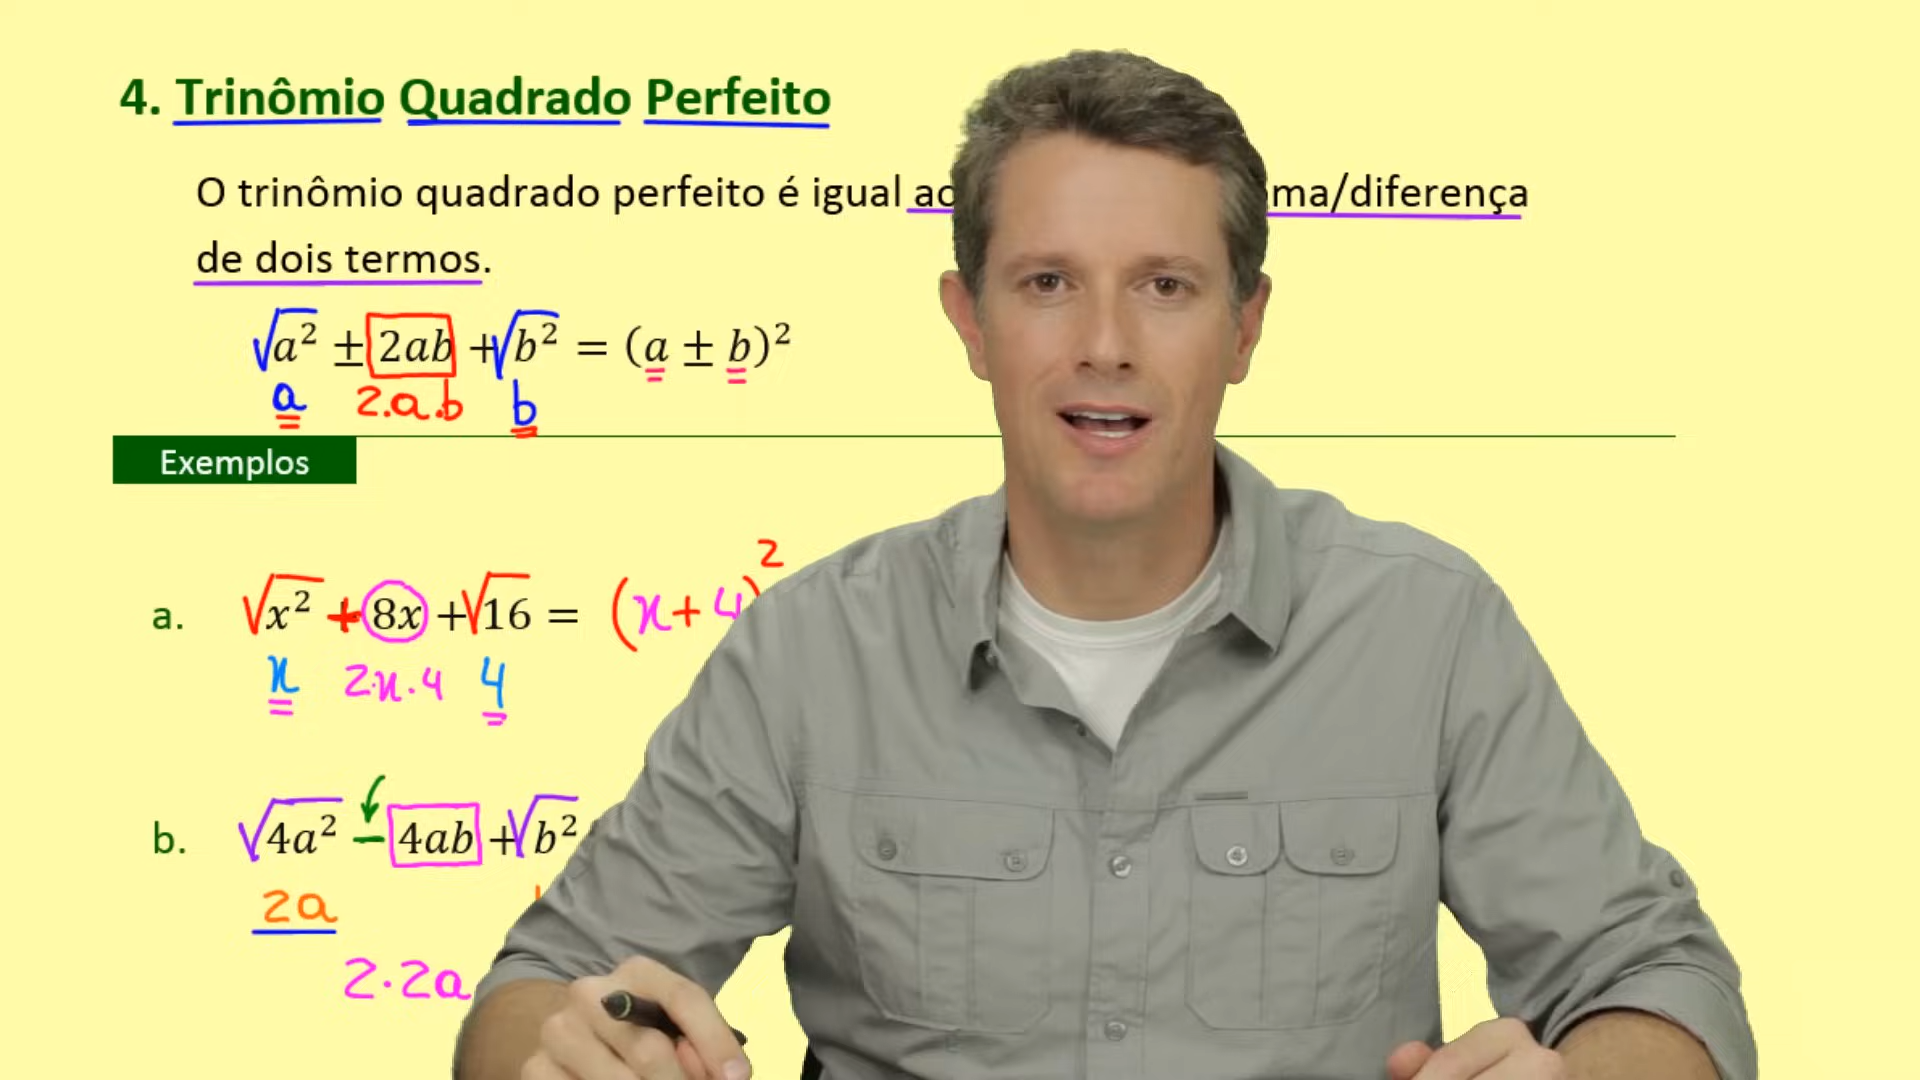 4. Trinômio Quadrado Perfeito
O trinômio quadrado perfeito é igual ao ma/diferença
de dois termos.
√a² ± 2ab + √b² = (a ± b)²
a 2.a.b b
Exemplos
a. √x² + 8x + √16 = (x + 4)²
x 2.x.4 4
b. √4a² − 4ab + √b²
2a
2.2a